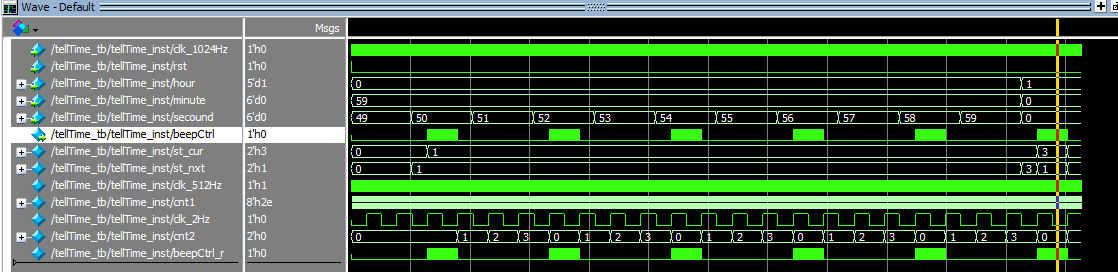 Wave - Default
Msgs
/tellTime_tb/tellTime_inst/clk_1024Hz 1'h0
/tellTime_tb/tellTime_inst/rst 1'h0
/tellTime_tb/tellTime_inst/hour 5'd1 0 1
/tellTime_tb/tellTime_inst/minute 6'd0 59 0
/tellTime_tb/tellTime_inst/secound 6'd0 49 50 51 52 53 54 55 56 57 58 59 0
/tellTime_tb/tellTime_inst/beepCtrl 1'h0
/tellTime_tb/tellTime_inst/st_cur 2'h3 0 1 3
/tellTime_tb/tellTime_inst/st_nxt 2'h1 0 1 3 1
/tellTime_tb/tellTime_inst/clk_512Hz 1'h1
/tellTime_tb/tellTime_inst/cnt1 8'h2e
/tellTime_tb/tellTime_inst/clk_2Hz 1'h0
/tellTime_tb/tellTime_inst/cnt2 2'h0 0 1 2 3 0 1 2 3 0 1 2 3 0 1 2 3 0 1 2 3 0
/tellTime_tb/tellTime_inst/beepCtrl_r 1'h0